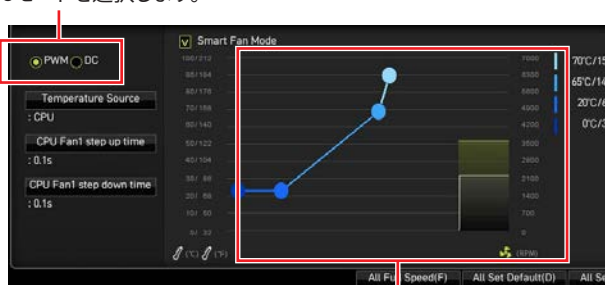 ードを選択します。
PWM DC
Temperature Source
: CPU
CPU Fan1 step up time
: 0.1s
CPU Fan1 step down time
: 0.1s
V Smart Fan Mode
100/212
80/176
70/158
60/140
50/122
40/104
30/ 86
20/ 68
10/ 50
0/ 32
(℃) (℉)
7000
6300
4900
4200
3500
2800
2100
1400
700
0
(RPM)
70℃/15
65℃/14
20℃/6
0℃/3
All Full Speed(F) All Set Default(D) All Se